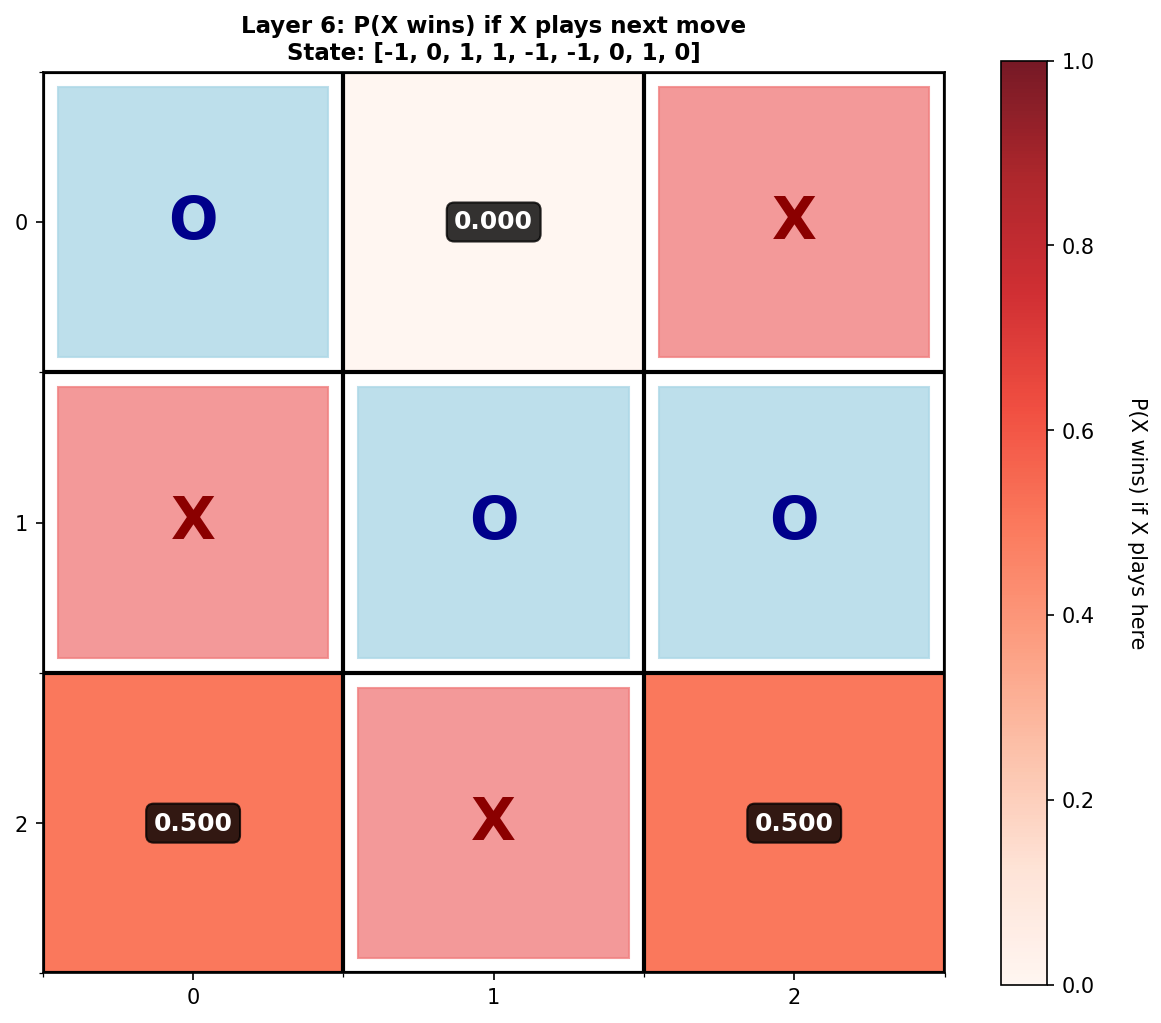 Layer 6: P(X wins) if X plays next move
State: [-1, 0, 1, 1, -1, -1, 0, 1, 0]
0
O
0.000
X
1
X
O
O
2
0.500
X
0.500
0
1
2
1.0
0.8
0.6
0.4
0.2
0.0
P(X wins) if X plays here